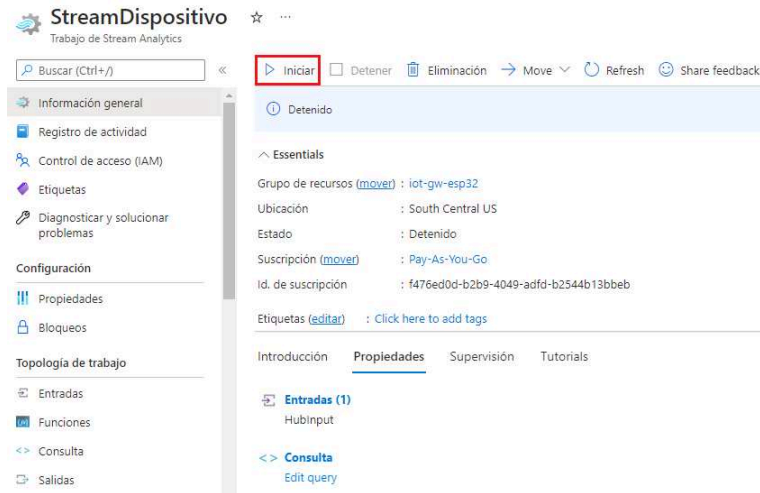 StreamDispositivo
Trabajo de Stream Analytics
Buscar (Ctrl+/)
Información general
Registro de actividad
Control de acceso (IAM)
Etiquetas
Diagnosticar y solucionar
problemas
Configuración
Propiedades
Bloqueos
Topología de trabajo
Entradas
Funciones
Consulta
Salidas
Iniciar Detener Eliminación Move Refresh Share feedback
Detenido
Essentials
Grupo de recursos (mover) : iot-gw-esp32
Ubicación : South Central US
Estado : Detenido
Suscripción (mover) : Pay-As-You-Go
Id. de suscripción : f476ed0d-b2b9-4049-adfd-b2544b13bbeb
Etiquetas (editar) : Click here to add tags
Introducción Propiedades Supervisión Tutorials
Entradas (1)
HubInput
Consulta
Edit query